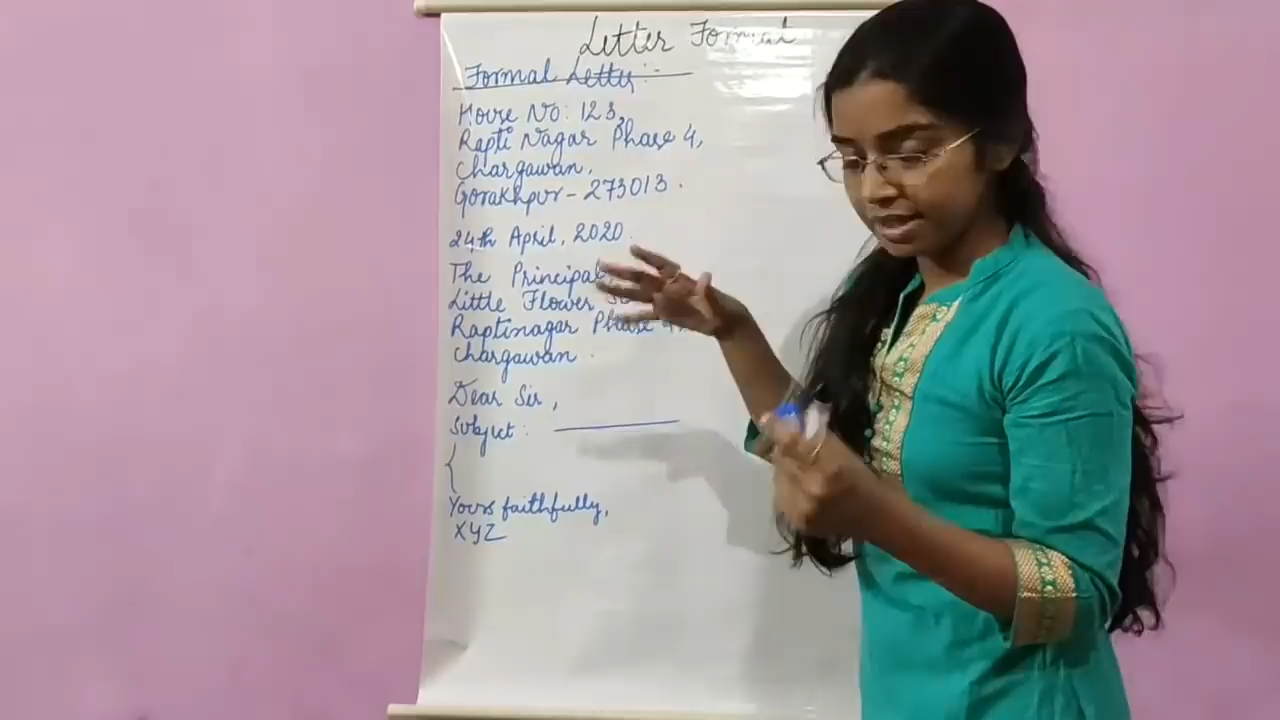 Letter Format
Formal Letter:-
House No: 123,
Rapti Nagar Phase 4,
Chargawan,
Gorakhpur - 273013.
24th April, 2020.
The Principal
Little Flower
Raptinagar Phase
Chargawan.
Dear Sir,
Subject:
{
Yours faithfully,
XYZ